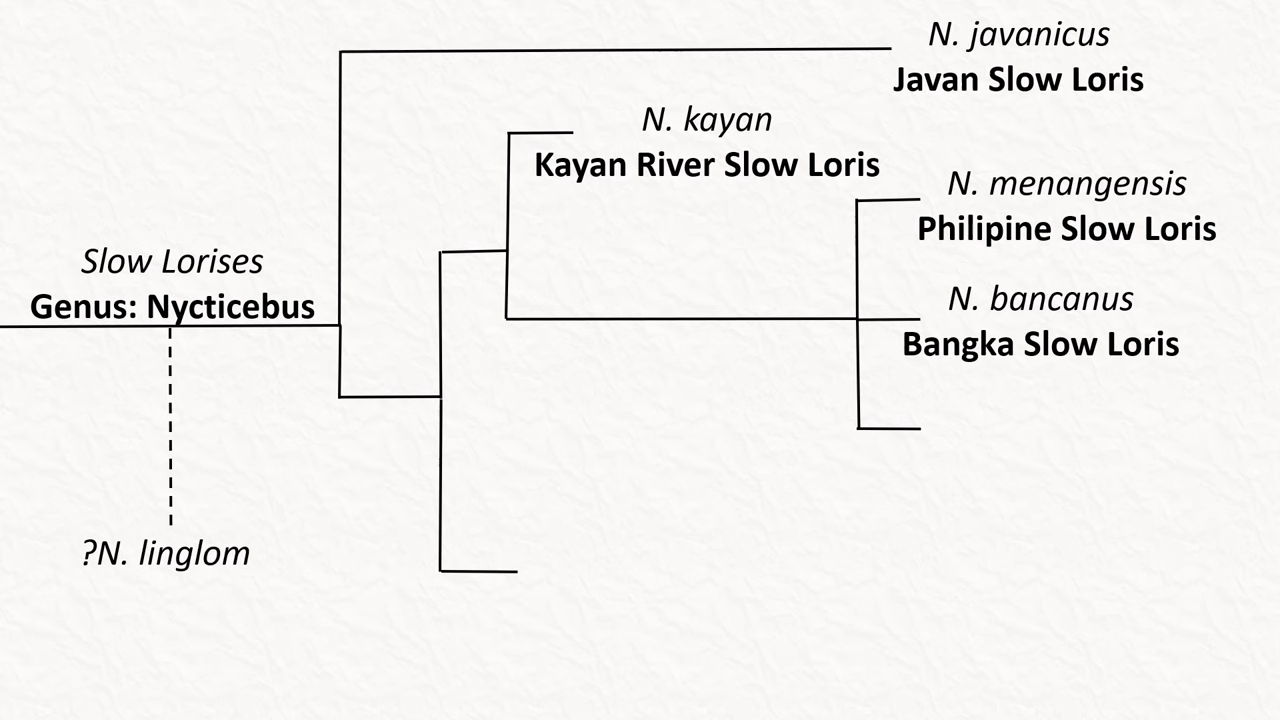 N. javanicus
Javan Slow Loris
N. kayan
Kayan River Slow Loris
N. menangensis
Philipine Slow Loris
Slow Lorises
Genus: Nycticebus
N. bancanus
Bangka Slow Loris
?N. linglom